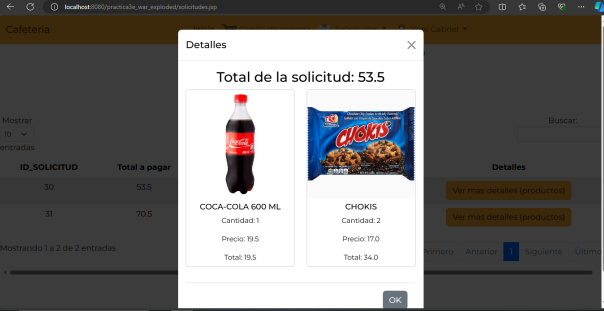 localhost:8080/practica3e_war_exploded/solicitudes.jsp
Cafetería
Gabriel
Detalles
Total de la solicitud: 53.5
Mostrar
10
entradas
Buscar:
Coca-Cola
CHOKIS
COCA-COLA 600 ML
Cantidad: 1
Precio: 19.5
Total: 19.5
CHOKIS
Cantidad: 2
Precio: 17.0
Total: 34.0
ID_SOLICITUD Total a pagar Detalles
30 53.5 Ver mas detalles (productos)
31 70.5 Ver mas detalles (productos)
Mostrando 1 a 2 de 2 entradas
Primero Anterior 1 Siguiente Ultimo
OK